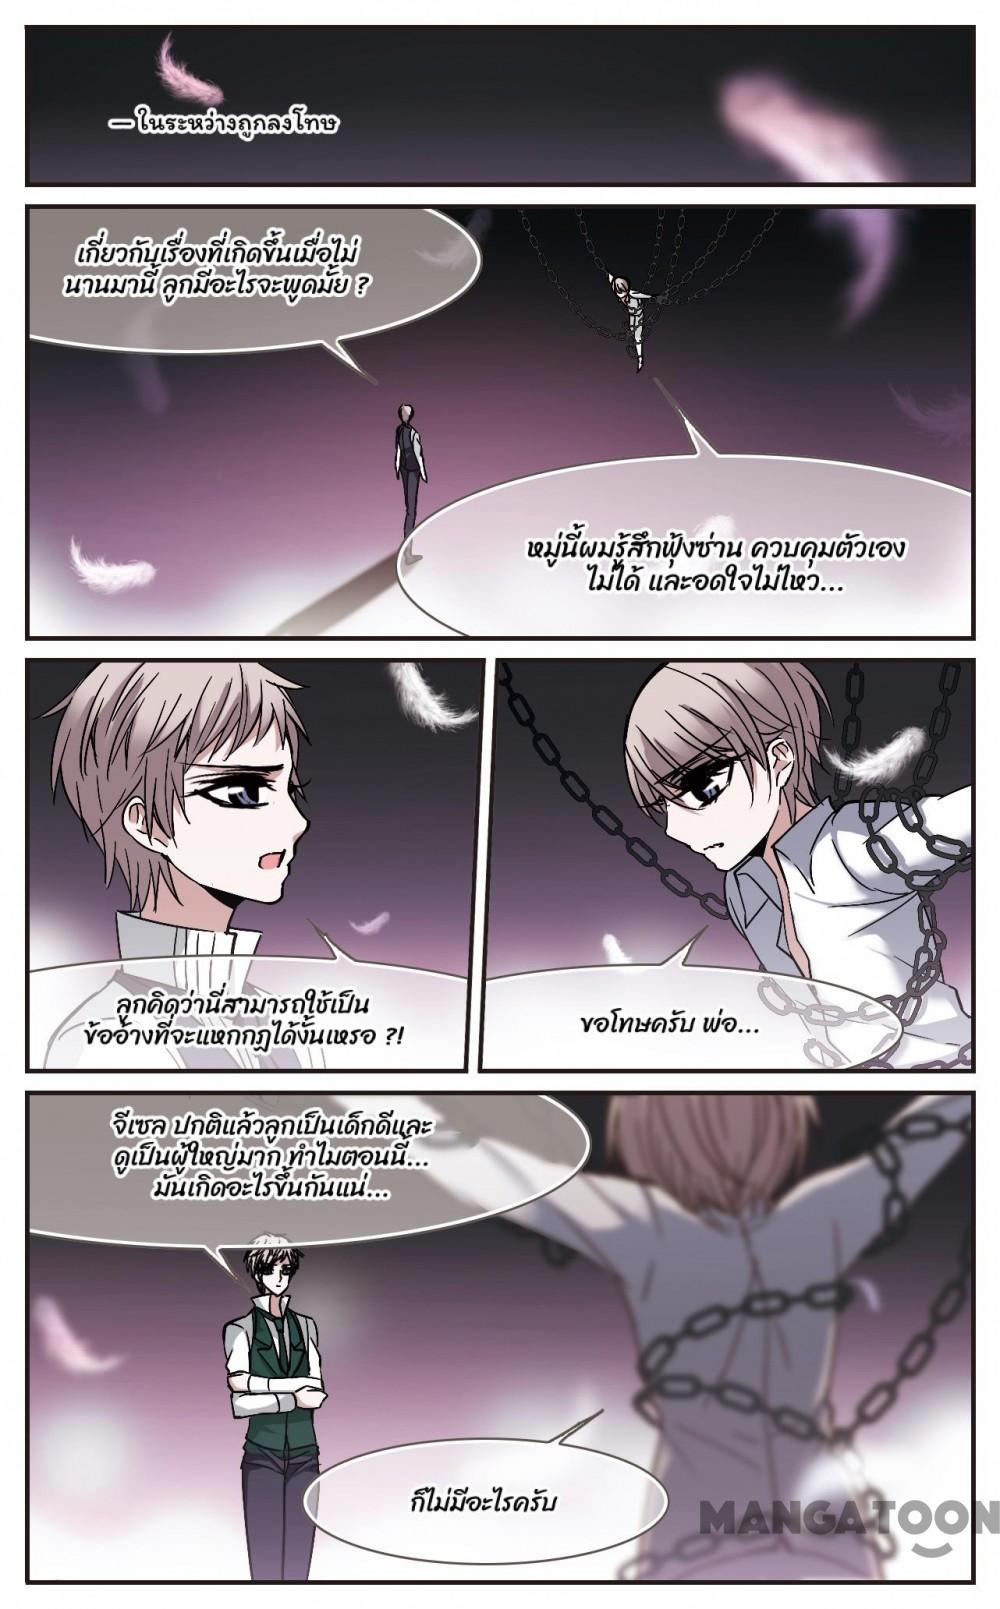 — ในระหว่างถูกลงโทษ
เกี่ยวกับเรื่องที่เกิดขึ้นเมื่อไม่
นานมานี้ ลูกมีอะไรจะพูดมั้ย ?
หมู่นี้ผมรู้สึกฟุ้งซ่าน ควบคุมตัวเอง
ไม่ได้ และอดใจไม่ไหว...
ลูกคิดว่านี่สามารถใช้เป็น
ข้ออ้างที่จะแหกกฎได้งั้นเหรอ ?!
ขอโทษครับ พ่อ...
จีเซล ปกติแล้วลูกเป็นเด็กดีและ
ดูเป็นผู้ใหญ่มาก ทำไมตอนนี้...
มันเกิดอะไรขึ้นกันแน่...
ก็ไม่มีอะไรครับ
MANGATOON